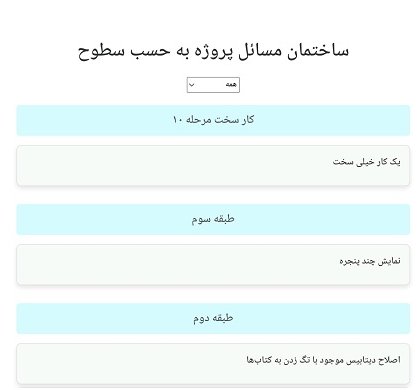 ساختمان مسائل پروژه به حسب سطوح
همه
کار سخت مرحله ۱۰
یک کار خیلی سخت
طبقه سوم
نمایش چند پنجره
طبقه دوم
اصلاح دیتابیس موجود با تگ زدن به کتاب‌ها